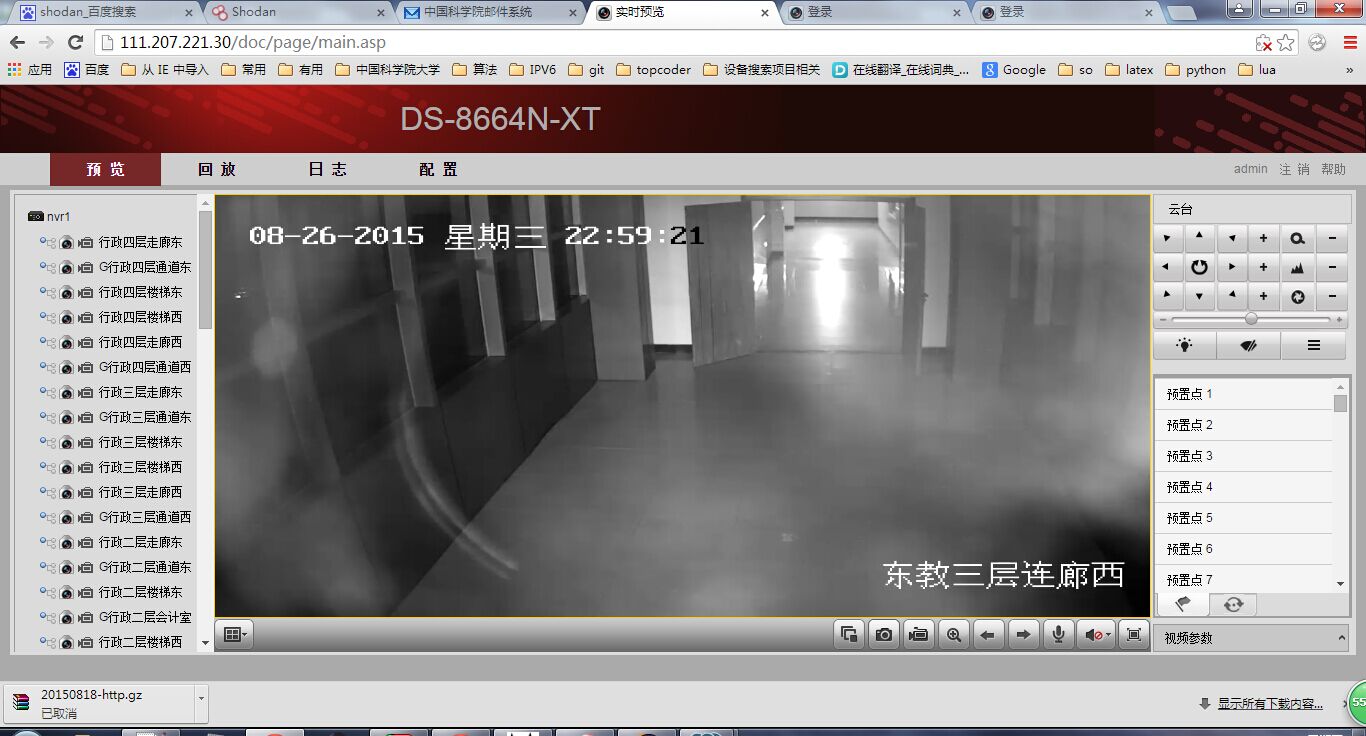 shodan_百度搜索
Shodan
中国科学院邮件系统
实时预览
登录
登录
111.207.221.30/doc/page/main.asp
应用
百度
从 IE 中导入
常用
有用
中国科学院大学
算法
IPV6
git
topcoder
设备搜索项目相关
在线翻译_在线词典_...
Google
so
latex
python
lua
»
DS-8664N-XT
预览
回放
日志
配置
admin
注销
帮助
nvr1
行政四层走廊东
G行政四层通道东
行政四层楼梯东
行政四层楼梯西
行政四层走廊西
G行政四层通道西
行政三层走廊东
G行政三层通道东
行政三层楼梯东
行政三层楼梯西
行政三层走廊西
G行政三层通道西
行政二层走廊东
G行政二层通道东
行政二层楼梯东
G行政二层会计室
行政二层楼梯西
08-26-2015 星期三 22:59:21
东教三层连廊西
云台
预置点 1
预置点 2
预置点 3
预置点 4
预置点 5
预置点 6
预置点 7
视频参数
20150818-http.gz
已取消
显示所有下载内容...
55